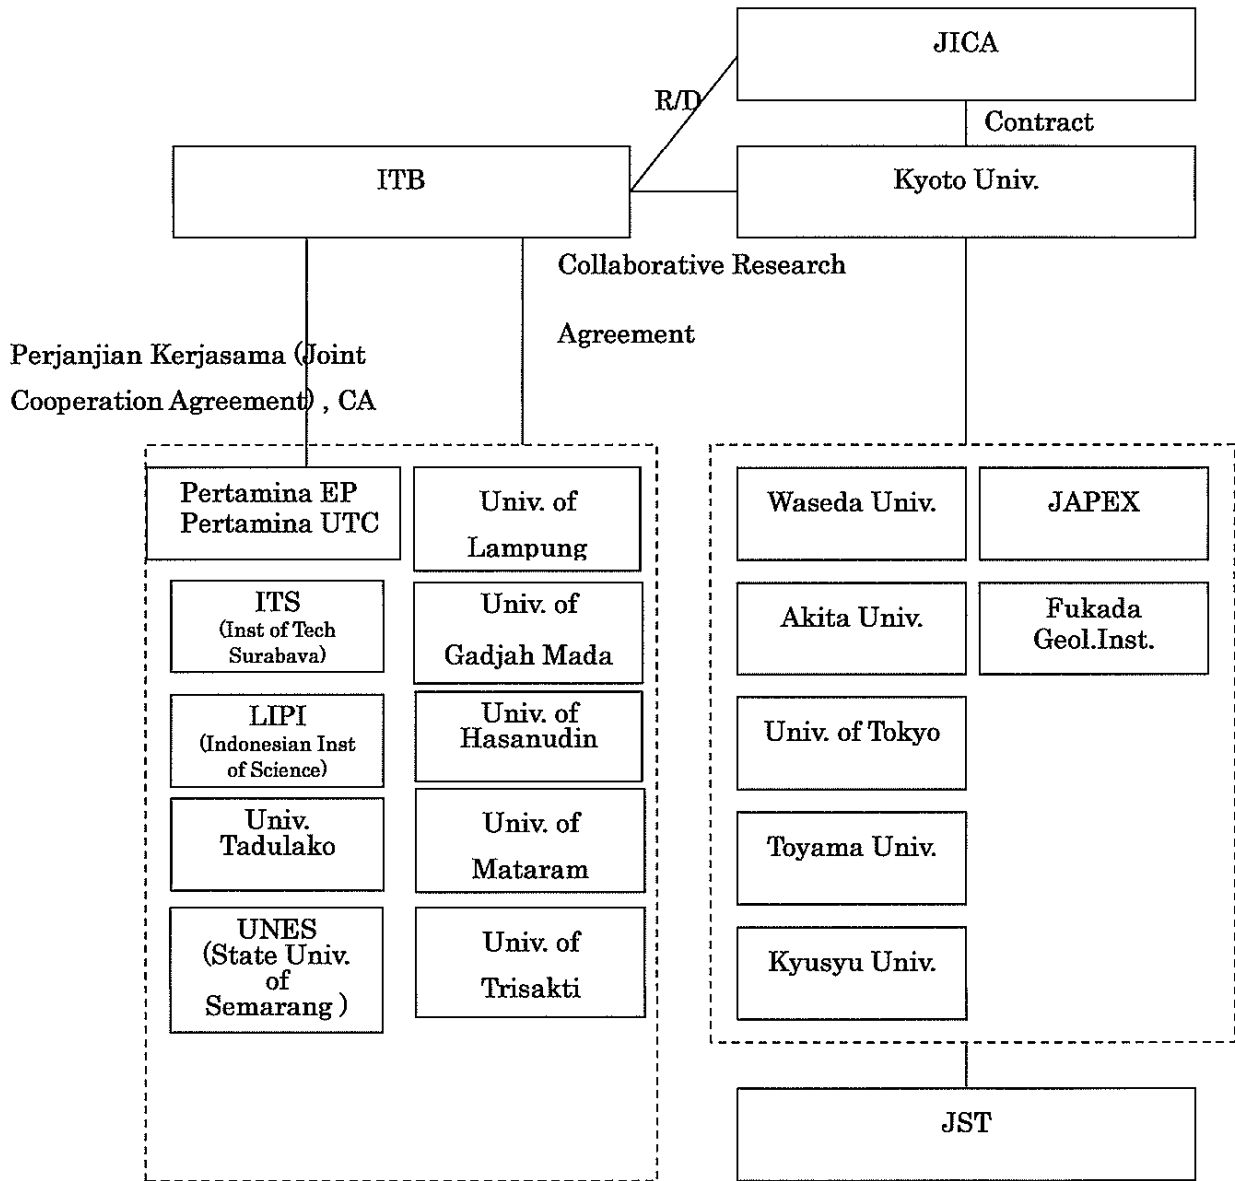 JICA
R/D
Contract
ITB
Kyoto Univ.
Collaborative Research
Agreement
Perjanjian Kerjasama (Joint
Cooperation Agreement) , CA
Pertamina EP
Pertamina UTC
Univ. of
Lampung
ITS
(Inst of Tech
Surabava)
Univ. of
Gadjah Mada
LIPI
(Indonesian Inst
of Science)
Univ. of
Hasanudin
Univ.
Tadulako
Univ. of
Mataram
UNES
(State Univ.
of
Semarang )
Univ. of
Trisakti
Waseda Univ.
JAPEX
Akita Univ.
Fukada
Geol.Inst.
Univ. of Tokyo
Toyama Univ.
Kyusyu Univ.
JST